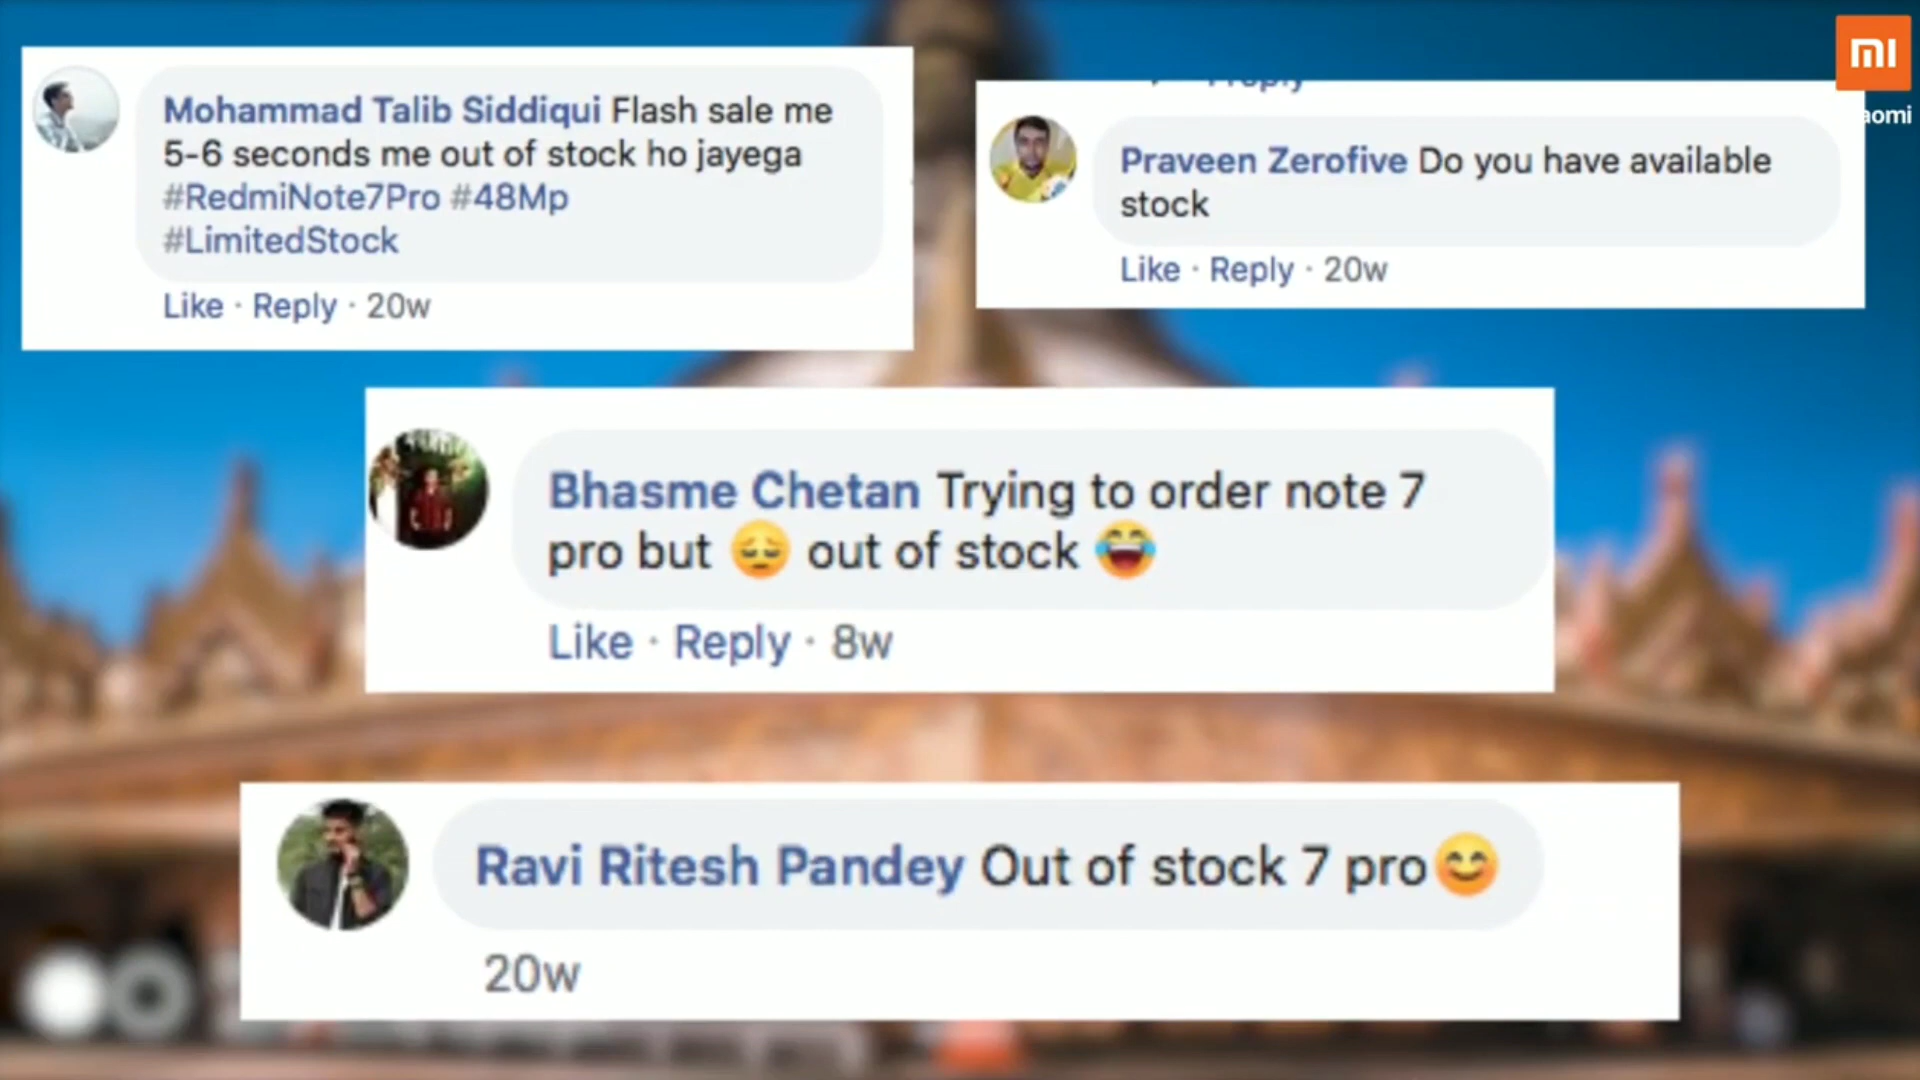 mi
aomi
Mohammad Talib Siddiqui Flash sale me
5-6 seconds me out of stock ho jayega
#RedmiNote7Pro #48Mp
#LimitedStock
Like · Reply · 20w
Praveen Zerofive Do you have available
stock
Like · Reply · 20w
Bhasme Chetan Trying to order note 7
pro but 😔 out of stock 😂
Like · Reply · 8w
Ravi Ritesh Pandey Out of stock 7 pro😊
20w